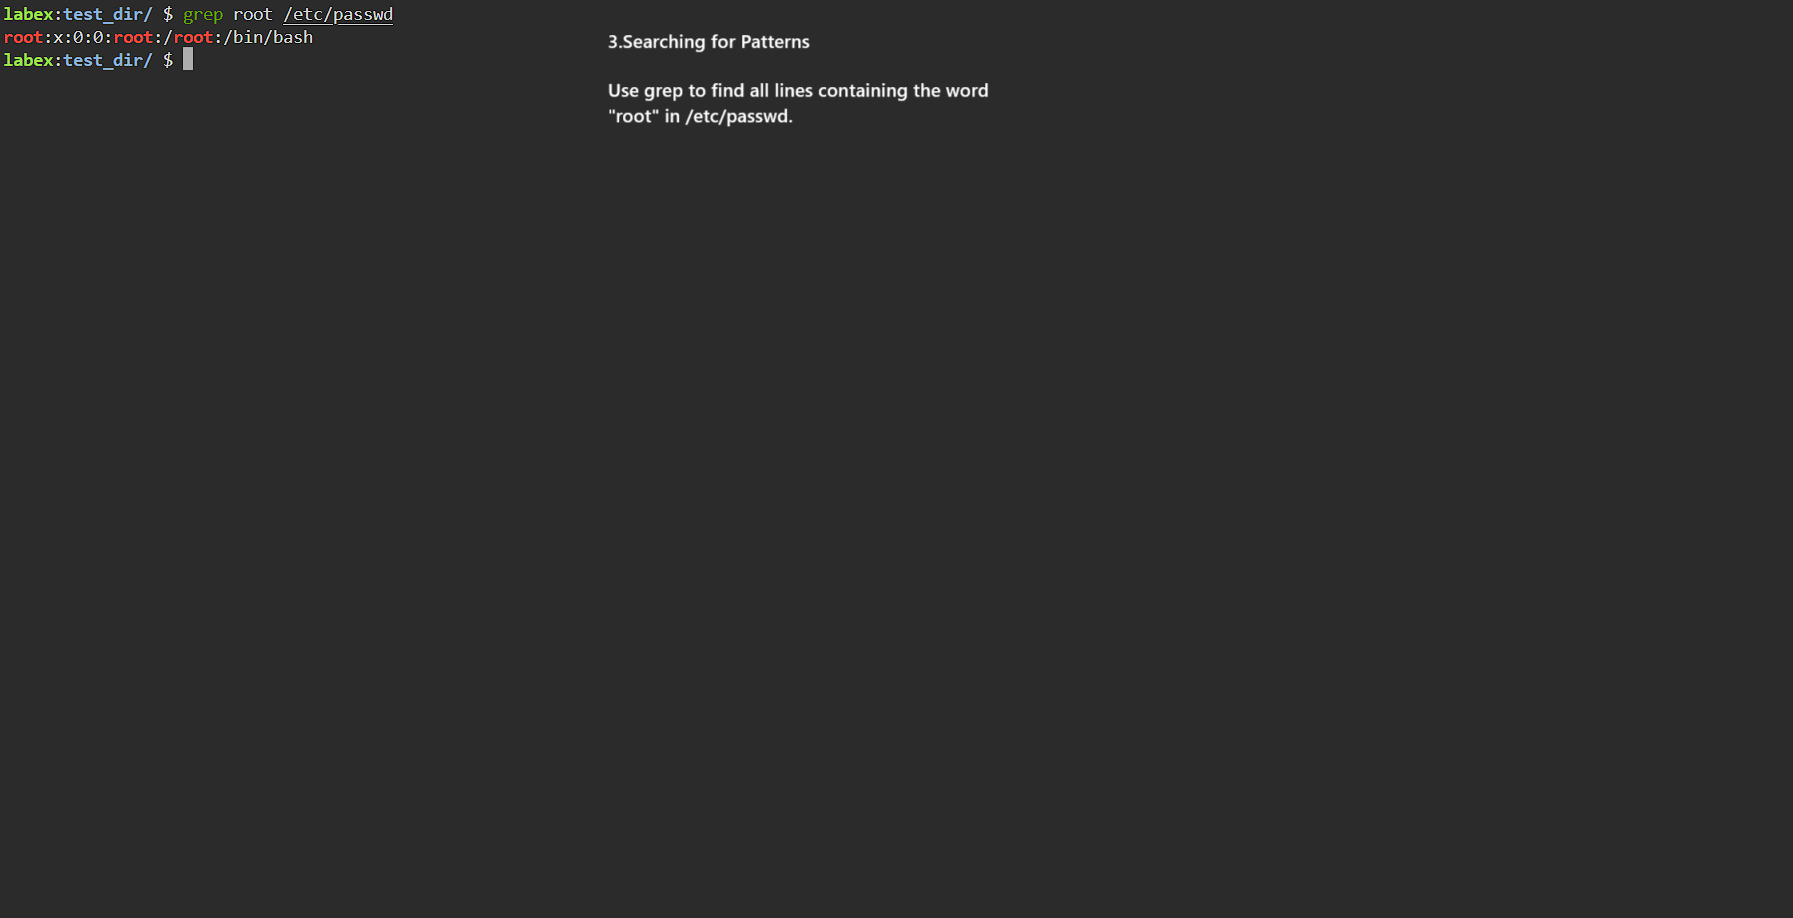 labex:test_dir/ $ grep root /etc/passwd
root:x:0:0:root:/root:/bin/bash
labex:test_dir/ $
3.Searching for Patterns
Use grep to find all lines containing the word
"root" in /etc/passwd.